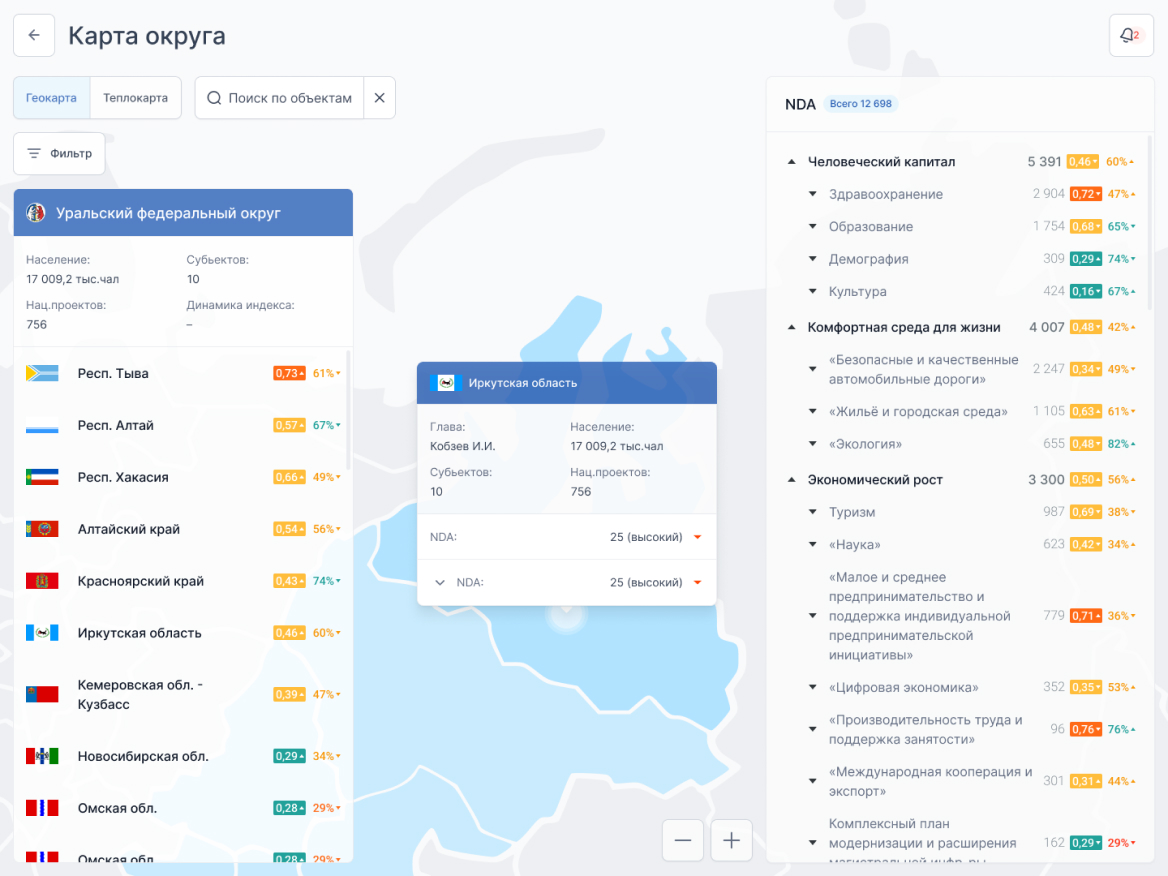 Карта округа
2
Геокарта
Теплокарта
Поиск по объектам
Фильтр
Уральский федеральный округ
Население:
17 009,2 тыс.чал
Субьектов:
10
Нац.проектов:
756
Динамика индекса:
–
Респ. Тыва 0,73 61%
Респ. Алтай 0,57 67%
Респ. Хакасия 0,66 49%
Алтайский край 0,54 56%
Красноярский край 0,43 74%
Иркутская область 0,46 60%
Кемеровская обл. -
Кузбасс 0,39 47%
Новосибирская обл. 0,29 34%
Омская обл. 0,28 29%
Омская обл. 0,28 29%
Иркутская область
Глава:
Кобзев И.И.
Население:
17 009,2 тыс.чал
Субьектов:
10
Нац.проектов:
756
NDA: 25 (высокий)
NDA: 25 (высокий)
NDA Всего 12 698
Человеческий капитал 5 391 0,46 60%
Здравоохранение 2 904 0,72 47%
Образование 1 754 0,68 65%
Демография 309 0,29 74%
Культура 424 0,16 67%
Комфортная среда для жизни 4 007 0,48 42%
«Безопасные и качественные
автомобильные дороги» 2 247 0,34 49%
«Жильё и городская среда» 1 105 0,63 61%
«Экология» 655 0,48 82%
Экономический рост 3 300 0,50 56%
Туризм 987 0,69 38%
«Наука» 623 0,42 34%
«Малое и среднее
предпринимательство и
поддержка индивидуальной 779 0,71 36%
предпринимательской
инициативы»
«Цифровая экономика» 352 0,35 53%
«Производительность труда и
поддержка занятости» 96 0,76 76%
«Международная кооперация и
экспорт» 301 0,31 44%
Комплексный план
модернизации и расширения 162 0,29 29%
магистральной инфр-ры